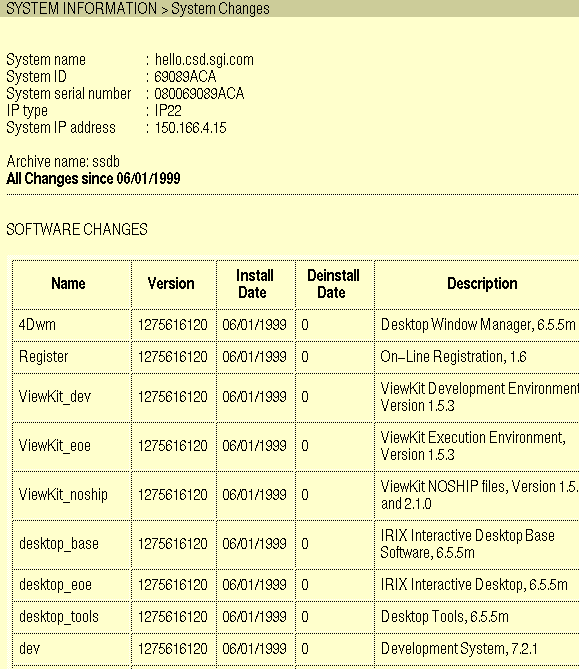 SYSTEM INFORMATION > System Changes
System name : hello.csd.sgi.com
System ID : 69089ACA
System serial number : 080069089ACA
IP type : IP22
System IP address : 150.166.4.15
Archive name: ssdb
All Changes since 06/01/1999
SOFTWARE CHANGES
Name Version Install Date Deinstall Date Description
4Dwm 1275616120 06/01/1999 0 Desktop Window Manager, 6.5.5m
Register 1275616120 06/01/1999 0 On-Line Registration, 1.6
ViewKit_dev 1275616120 06/01/1999 0 ViewKit Development Environment
Version 1.5.3
ViewKit_eoe 1275616120 06/01/1999 0 ViewKit Execution Environment,
Version 1.5.3
ViewKit_noship 1275616120 06/01/1999 0 ViewKit NOSHIP files, Version 1.5.
and 2.1.0
desktop_base 1275616120 06/01/1999 0 IRIX Interactive Desktop Base
Software, 6.5.5m
desktop_eoe 1275616120 06/01/1999 0 IRIX Interactive Desktop, 6.5.5m
desktop_tools 1275616120 06/01/1999 0 Desktop Tools, 6.5.5m
dev 1275616120 06/01/1999 0 Development System, 7.2.1